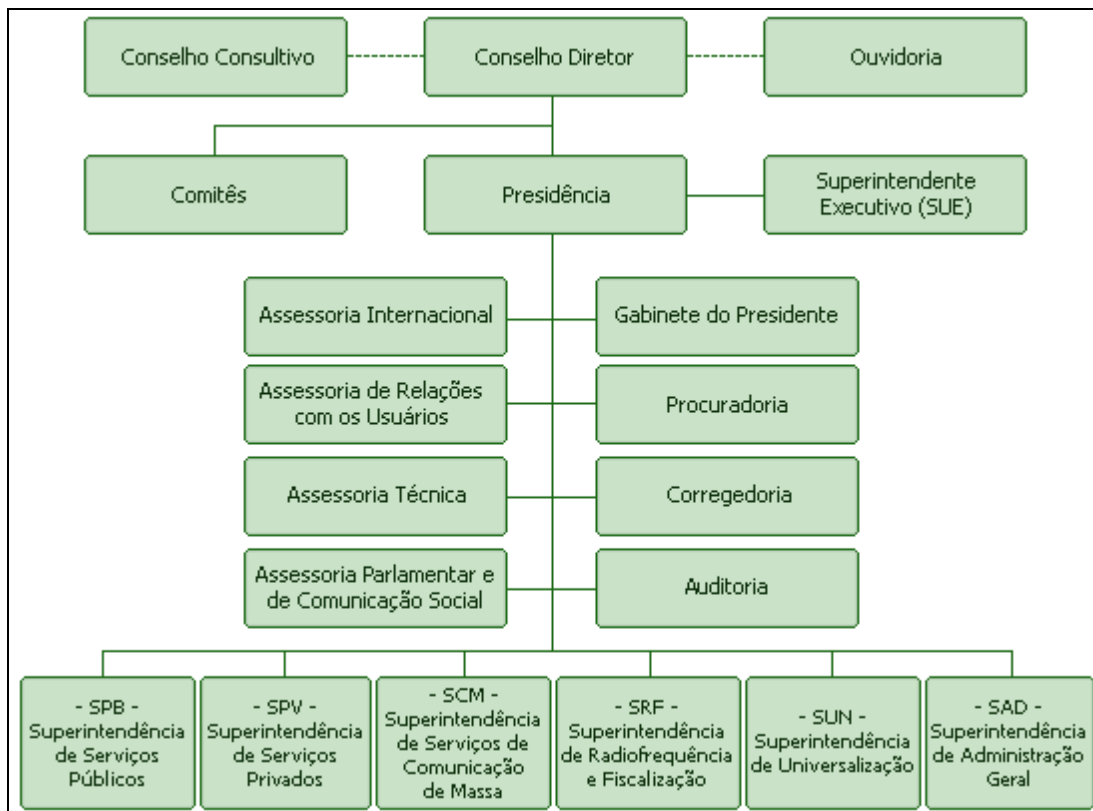 Conselho Consultivo
Conselho Diretor
Ouvidoria
Comitês
Presidência
Superintendente
Executivo (SUE)
Assessoria Internacional
Gabinete do Presidente
Assessoria de Relações
com os Usuários
Procuradoria
Assessoria Técnica
Corregedoria
Assessoria Parlamentar e
de Comunicação Social
Auditoria
- SPB -
Superintendência
de Serviços
Públicos
- SPV -
Superintendência
de Serviços
Privados
- SCM -
Superintendência
de Serviços de
Comunicação
de Massa
- SRF -
Superintendência
de Radiofrequência
e Fiscalização
- SUN -
Superintendência
de Universalização
- SAD -
Superintendência
de Administração
Geral